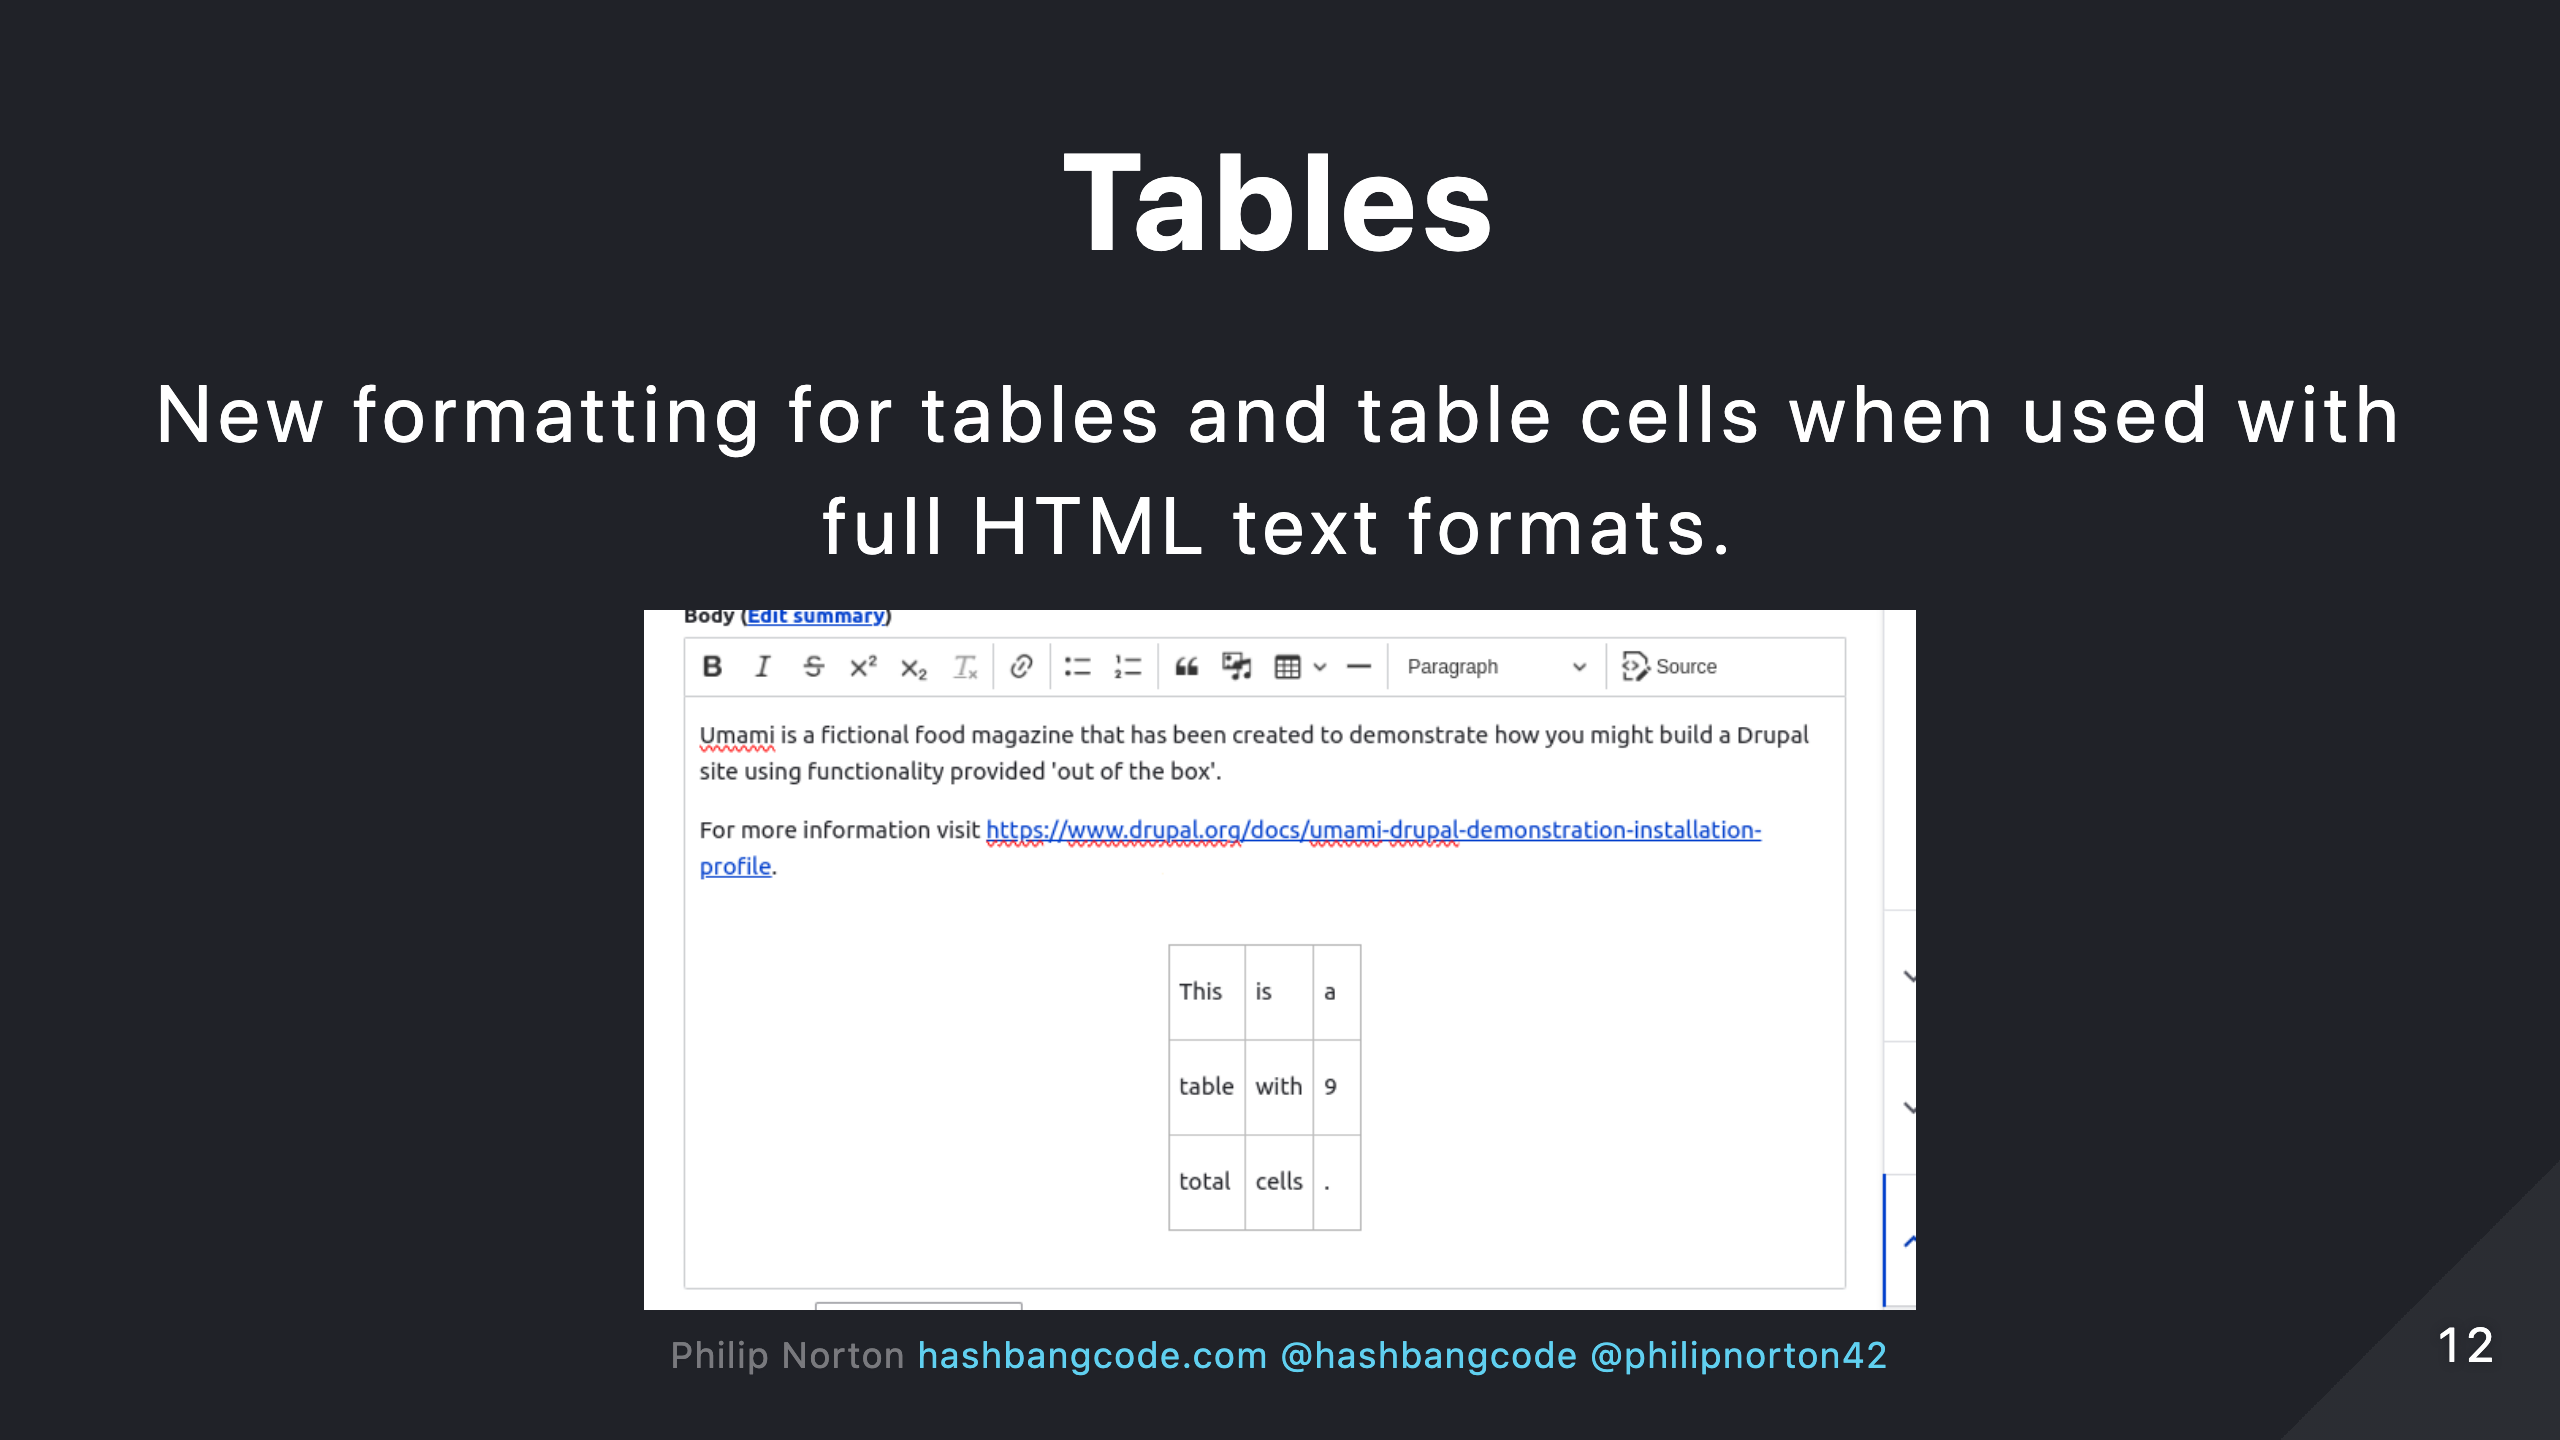 Tables
New formatting for tables and table cells when used with
full HTML text formats.
Body (Edit summary)
B I S X² X₂ Tx Paragraph Source
Umami is a fictional food magazine that has been created to demonstrate how you might build a Drupal
site using functionality provided 'out of the box'.
For more information visit https://www.drupal.org/docs/umami-drupal-demonstration-installation-
profile.
This is a
table with 9
total cells .
Philip Norton hashbangcode.com @hashbangcode @philipnorton42
12